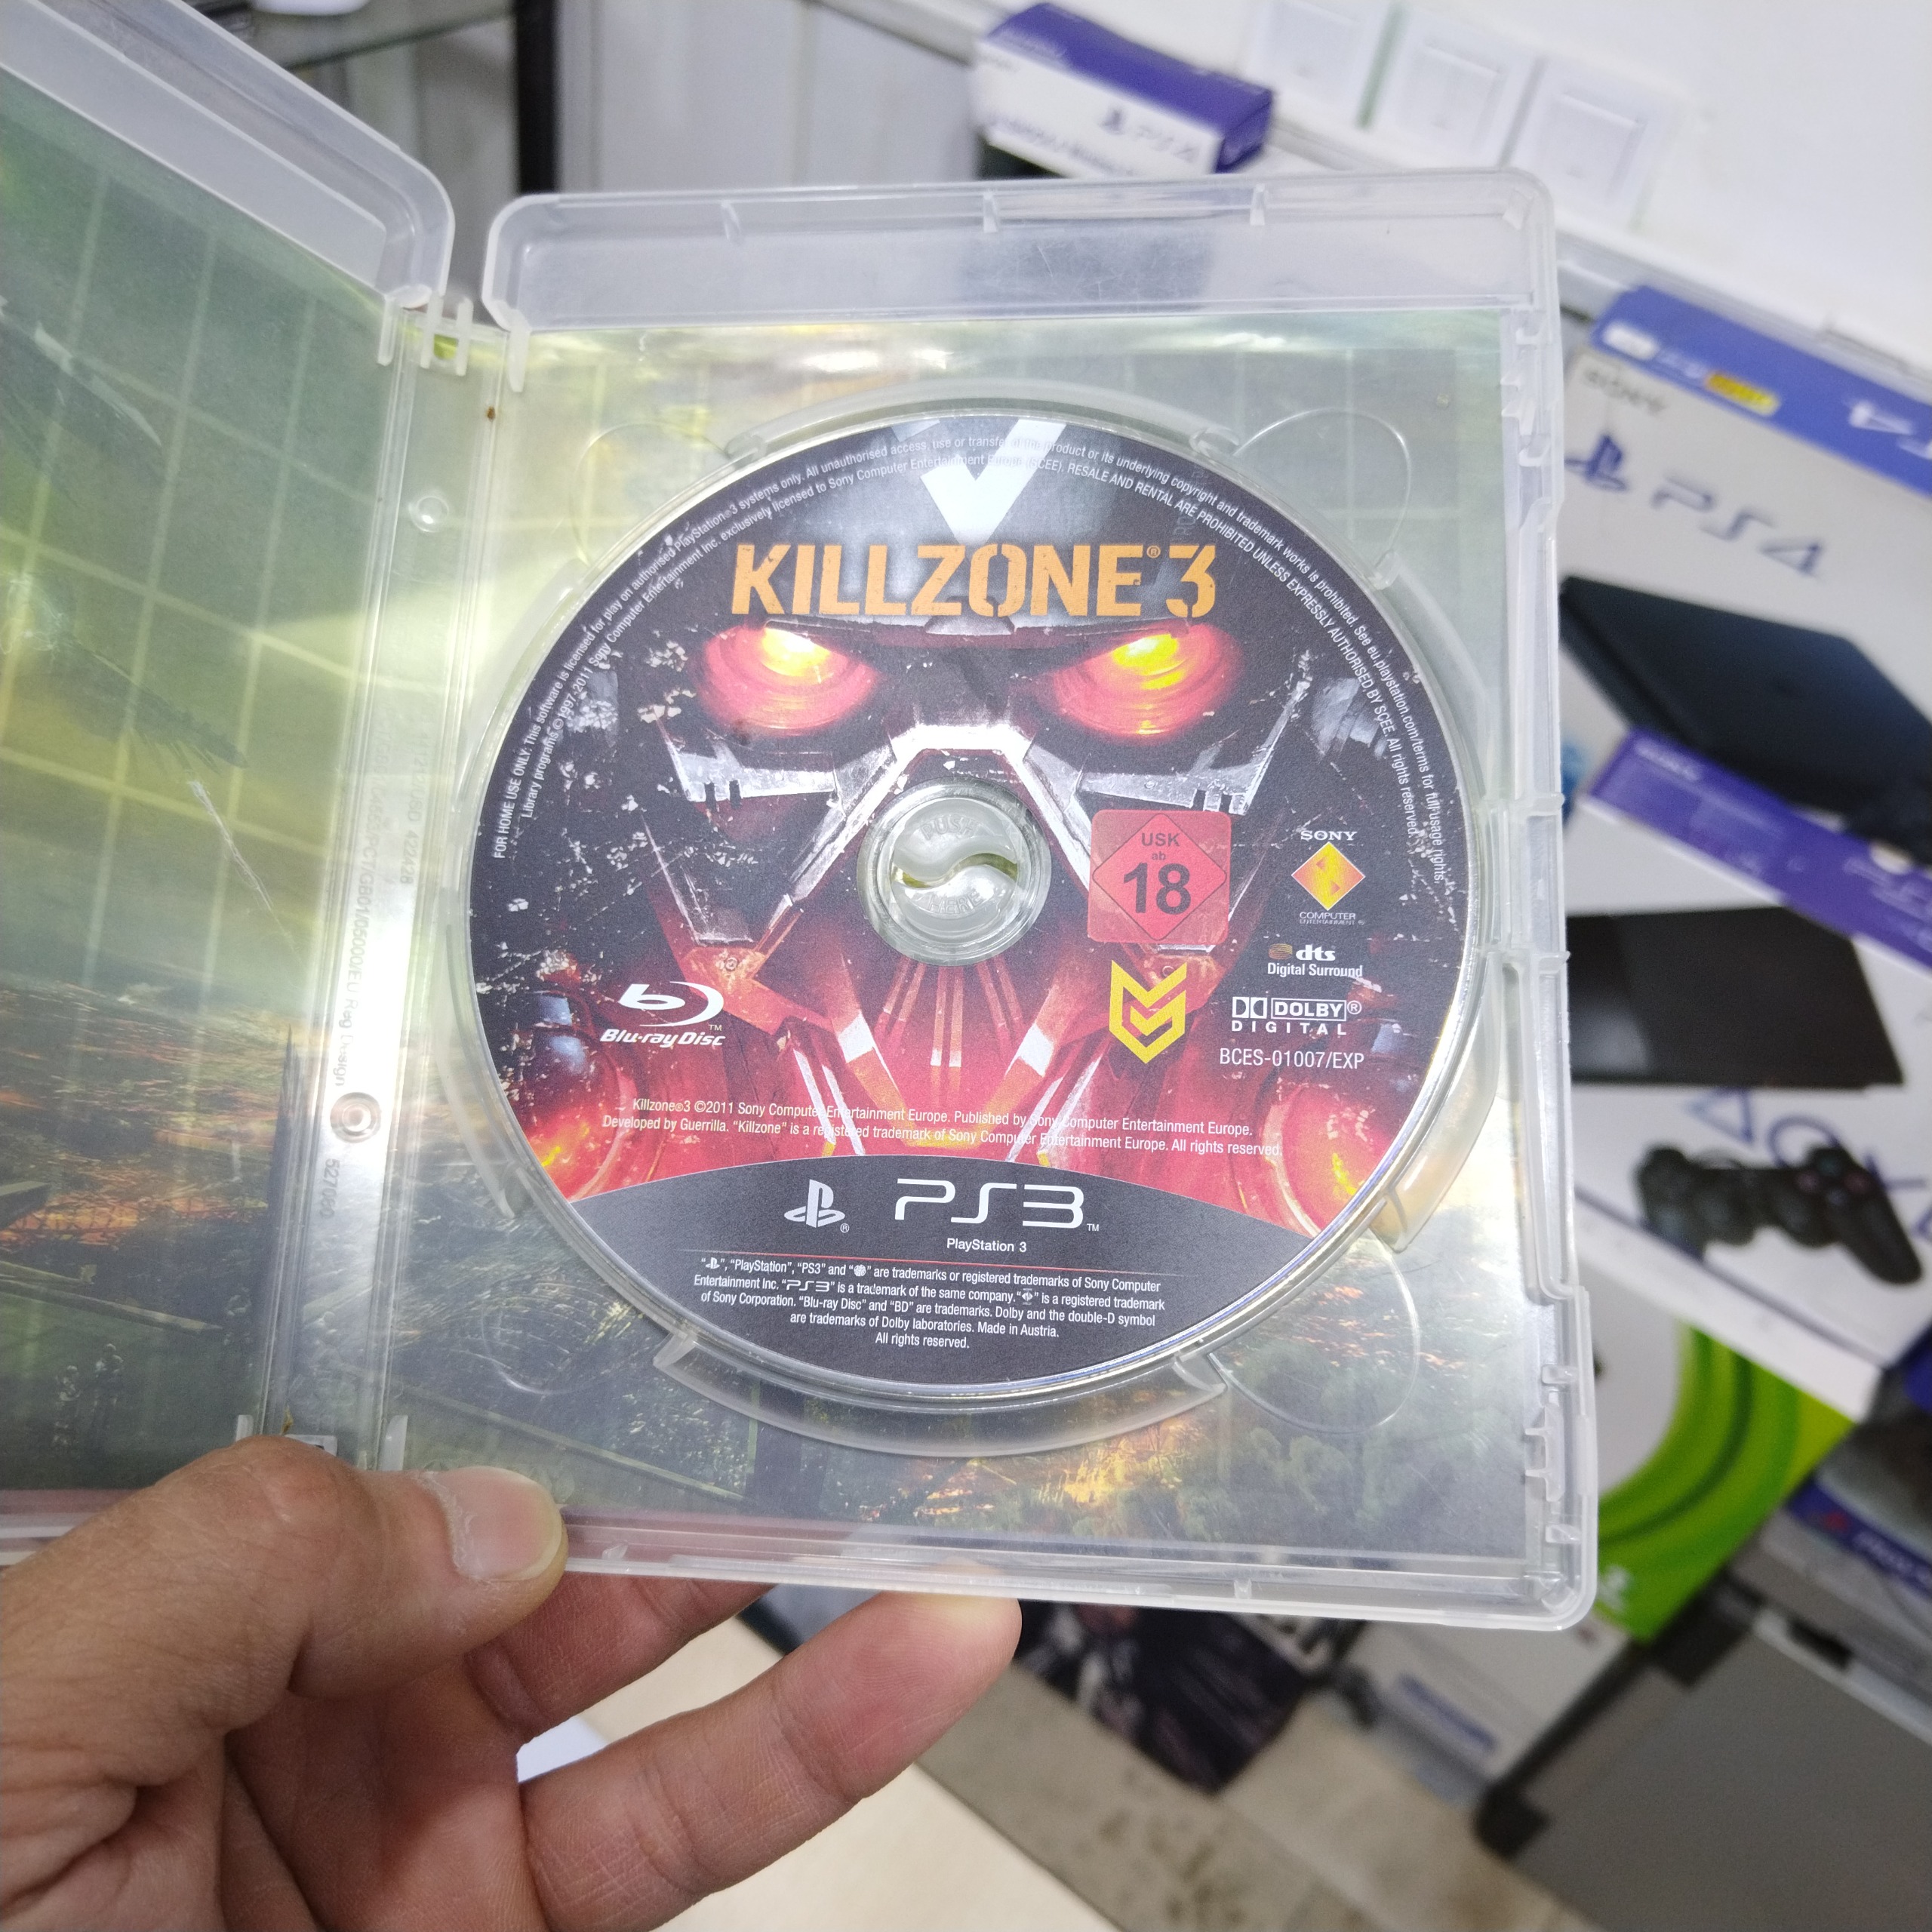 FOR HOME USE ONLY: This software is licensed for play on authorised PlayStation®3 systems only. All unauthorised access, use or transfer of the product or its underlying copyright and trademark works is prohibited. See eu.playstation.com/terms for full usage rights.
Library programs © 1997-2011 Sony Computer Entertainment Inc. exclusively licensed to Sony Computer Entertainment Europe (SCEE). RESALE AND RENTAL ARE PROHIBITED UNLESS EXPRESSLY AUTHORISED BY SCEE. All rights reserved.
KILLZONE®3
USK
ab
18
SONY
COMPUTER
ENTERTAINMENT
dts
Digital Surround
DOLBY®
DIGITAL
BCES-01007/EXP
Blu-ray Disc™
Killzone®3 ©2011 Sony Computer Entertainment Europe. Published by Sony Computer Entertainment Europe.
Developed by Guerrilla. “Killzone” is a registered trademark of Sony Computer Entertainment Europe. All rights reserved.
PS3™
PlayStation 3
“”, “PlayStation”, “PS3” and “” are trademarks or registered trademarks of Sony Computer
Entertainment Inc. “PS3” is a trademark of the same company. “” is a registered trademark
of Sony Corporation. “Blu-ray Disc” and “BD” are trademarks. Dolby and the double-D symbol
are trademarks of Dolby laboratories. Made in Austria.
All rights reserved.
PS4
SONY
PS4